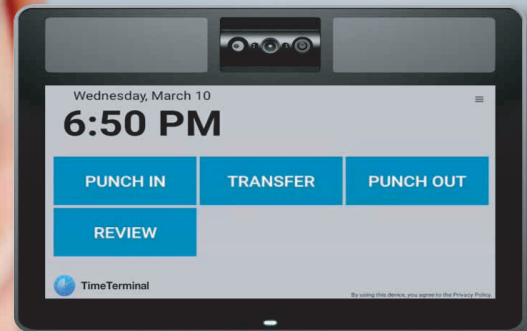 Wednesday, March 10
6:50 PM
PUNCH IN
TRANSFER
PUNCH OUT
REVIEW
TimeTerminal
By using this device, you agree to the Privacy Policy.